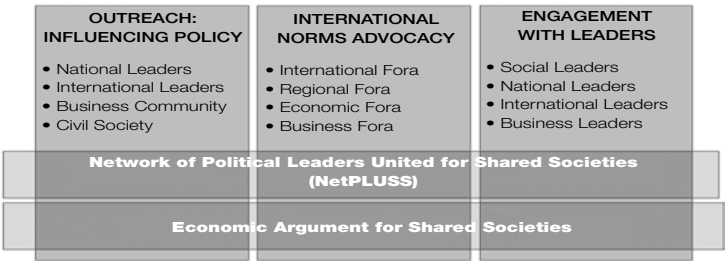 OUTREACH:
INFLUENCING POLICY
• National Leaders
• International Leaders
• Business Community
• Civil Society
INTERNATIONAL
NORMS ADVOCACY
• International Fora
• Regional Fora
• Economic Fora
• Business Fora
ENGAGEMENT
WITH LEADERS
• Social Leaders
• National Leaders
• International Leaders
• Business Leaders
Network of Political Leaders United for Shared Societies
(NetPLUSS)
Economic Argument for Shared Societies